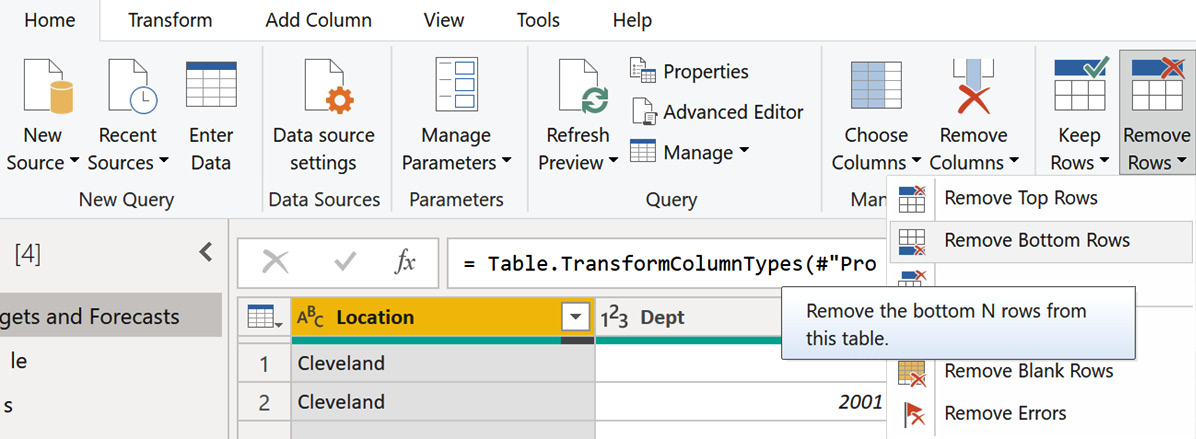 Home Transform Add Column View Tools Help
New Source
Recent Sources
Enter Data
Data source settings
Manage Parameters
Refresh Preview
Properties
Advanced Editor
Manage
Choose Columns
Remove Columns
Keep Rows
Remove Rows
New Query
Data Sources
Parameters
Query
Remove Top Rows
Remove Bottom Rows
[4]
fx
= Table.TransformColumnTypes(#"Pro
gets and Forecasts
le
s
ABC Location
123 Dept
Remove the bottom N rows from
this table.
1 Cleveland
2 Cleveland 2001
Remove Blank Rows
Remove Errors